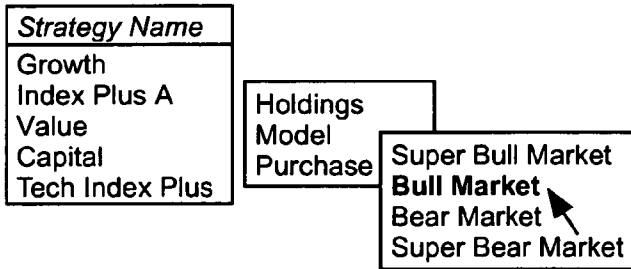 Strategy Name
Growth
Index Plus A
Value
Capital
Tech Index Plus
Holdings
Model
Purchase
Super Bull Market
Bull Market
Bear Market
Super Bear Market